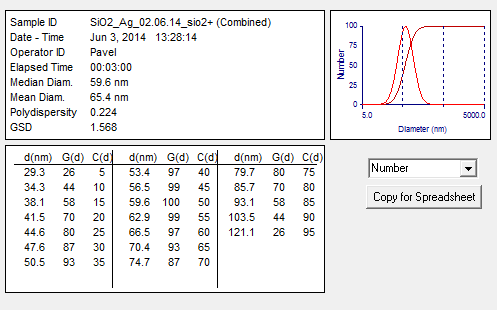 Sample ID SiO2_Ag_02.06.14_sio2+ (Combined)
Date - Time Jun 3, 2014 13:28:14
Operator ID Pavel
Elapsed Time 00:03:00
Median Diam. 59.6 nm
Mean Diam. 65.4 nm
Polydispersity 0.224
GSD 1.568
100
75
50
25
0
Number
5.0 5000.0
Diameter (nm)
d(nm) G(d) C(d) d(nm) G(d) C(d) d(nm) G(d) C(d)
29.3 26 5 53.4 97 40 79.7 80 75
34.3 44 10 56.5 99 45 85.7 70 80
38.1 58 15 59.6 100 50 93.1 58 85
41.5 70 20 62.9 99 55 103.5 44 90
44.6 80 25 66.5 97 60 121.1 26 95
47.6 87 30 70.4 93 65
50.5 93 35 74.7 87 70
Number
Copy for Spreadsheet